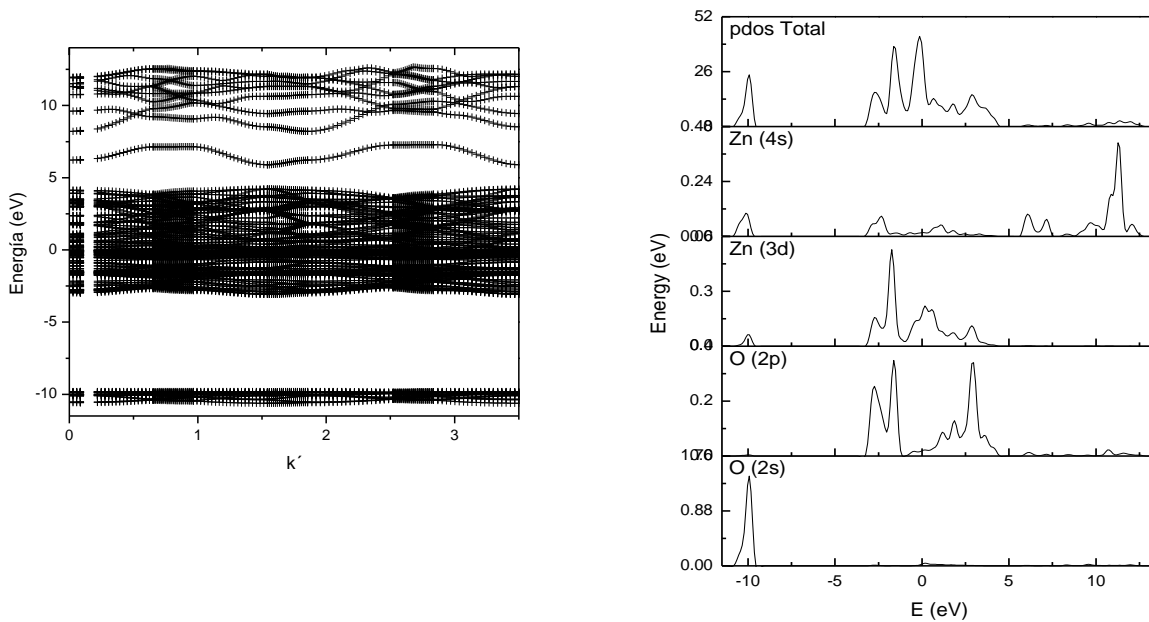 10
5
0
-5
-10
Energía (eV)
0
1
2
3
k´
52
26
pdos Total
Zn (4s)
0.24
Zn (3d)
0.3
O (2p)
0.2
O (2s)
0.88
0.00
Energy (eV)
-10
-5
0
5
10
E (eV)